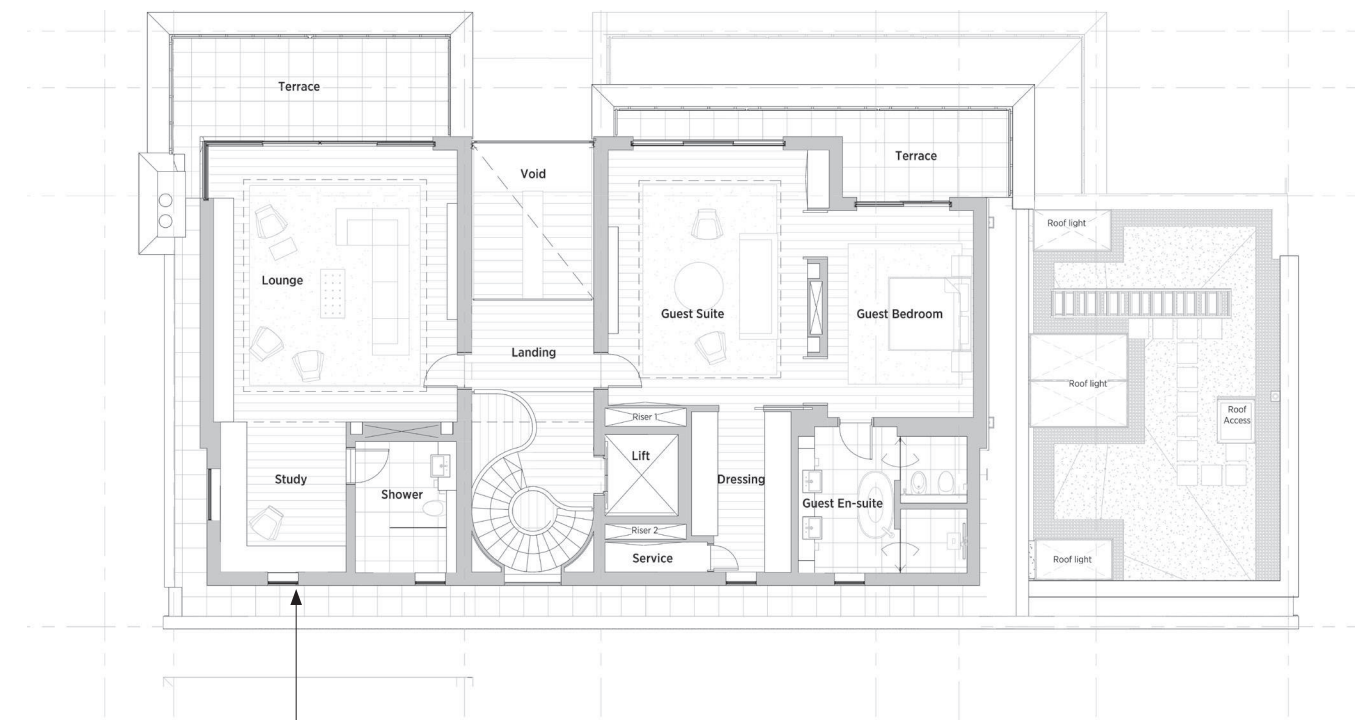 Terrace
Void
Terrace
Roof light
Lounge
Guest Suite
Guest Bedroom
Landing
Roof light
Riser 1
Roof
Access
Lift
Study
Shower
Dressing
Guest En-suite
Riser 2
Service
Roof light